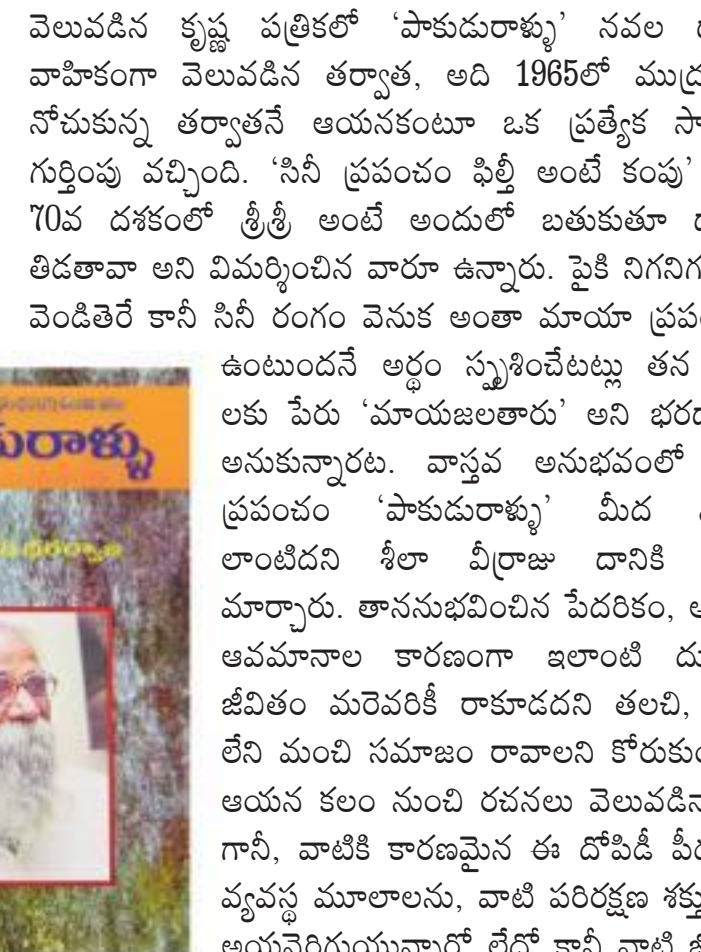 వెలువడిన కృష్ణ పత్రికలో ‘పాకుడురాళ్ళు’ నవల
వాహికంగా వెలువడిన తర్వాత, అది 1965లో ముద్ర
నోచుకున్న తర్వాతనే ఆయనకంటూ ఒక ప్రత్యేక సా
గుర్తింపు వచ్చింది. ‘సినీ ప్రపంచం ఫిల్తీ అంటే కంపు’
70వ దశకంలో శ్రీశ్రీ అంటే అందులో బతుకుతూ
తిడతావా అని విమర్శించిన వారూ ఉన్నారు. పైకి నిగనిగ
వెండితెరే కానీ సినీ రంగం వెనుక అంతా మాయా ప్రపం
ఉంటుందనే అర్థం స్పృశించేటట్లు తన
లకు పేరు ‘మాయజలతారు’ అని భరద
అనుకున్నారట. వాస్తవ అనుభవంలో
ప్రపంచం ‘పాకుడురాళ్ళు’ మీద
లాంటిదని శీలా వీర్రాజు దానికి
మార్చారు. తాననుభవించిన పేదరికం,
ఆవమానాల కారణంగా ఇలాంటి దు
జీవితం మరెవరికీ రాకూడదని తలచి,
లేని మంచి సమాజం రావాలని కోరుకుం
ఆయన కలం నుంచి రచనలు వెలువడిన
గానీ, వాటికి కారణమైన ఈ దోపిడీ పీడ
వ్యవస్థ మూలాలను, వాటి పరిరక్షణ శక్తు
డురాళ్ళు